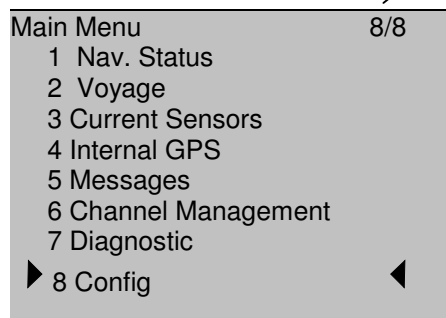 Main Menu 8/8
1 Nav. Status
2 Voyage
3 Current Sensors
4 Internal GPS
5 Messages
6 Channel Management
7 Diagnostic
8 Config